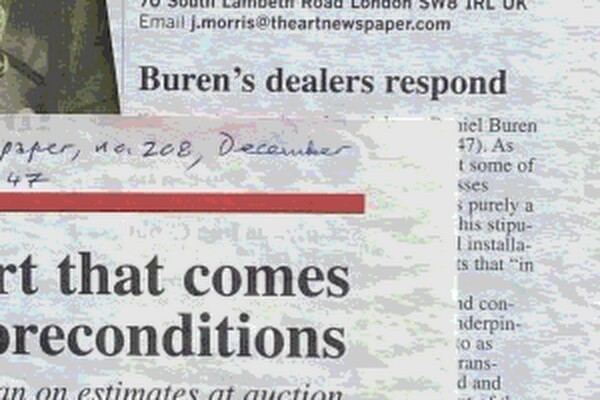 70 South Lambeth Road London SW8 1RL UK
Email j.morris@theartnewspaper.com
Buren's dealers respond
paper, no. 208, December
47
rt that comes
preconditions
an on estimates at auction
niel Buren
47). As
t some of
sses
s purely a
his stipu-
l installa-
ts that “in
nd con-
nderpin-
to as
rans-
d and